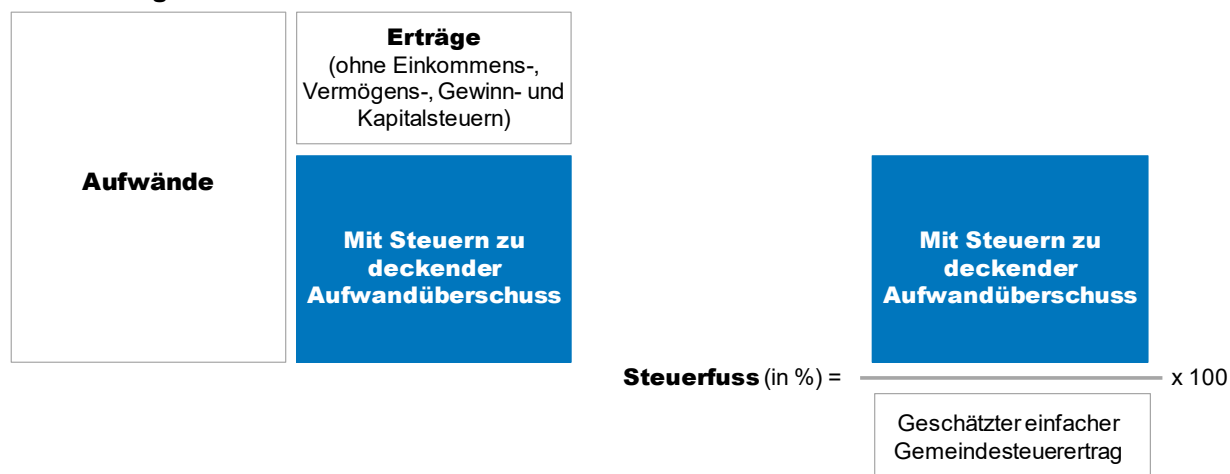 Erträge
(ohne Einkommens-,
Vermögens-, Gewinn- und
Kapitalsteuern)
Aufwände
Mit Steuern zu
deckender
Aufwandüberschuss
Mit Steuern zu
deckender
Aufwandüberschuss
Steuerfuss (in %) =
x 100
Geschätzter einfacher
Gemeindesteuerertrag